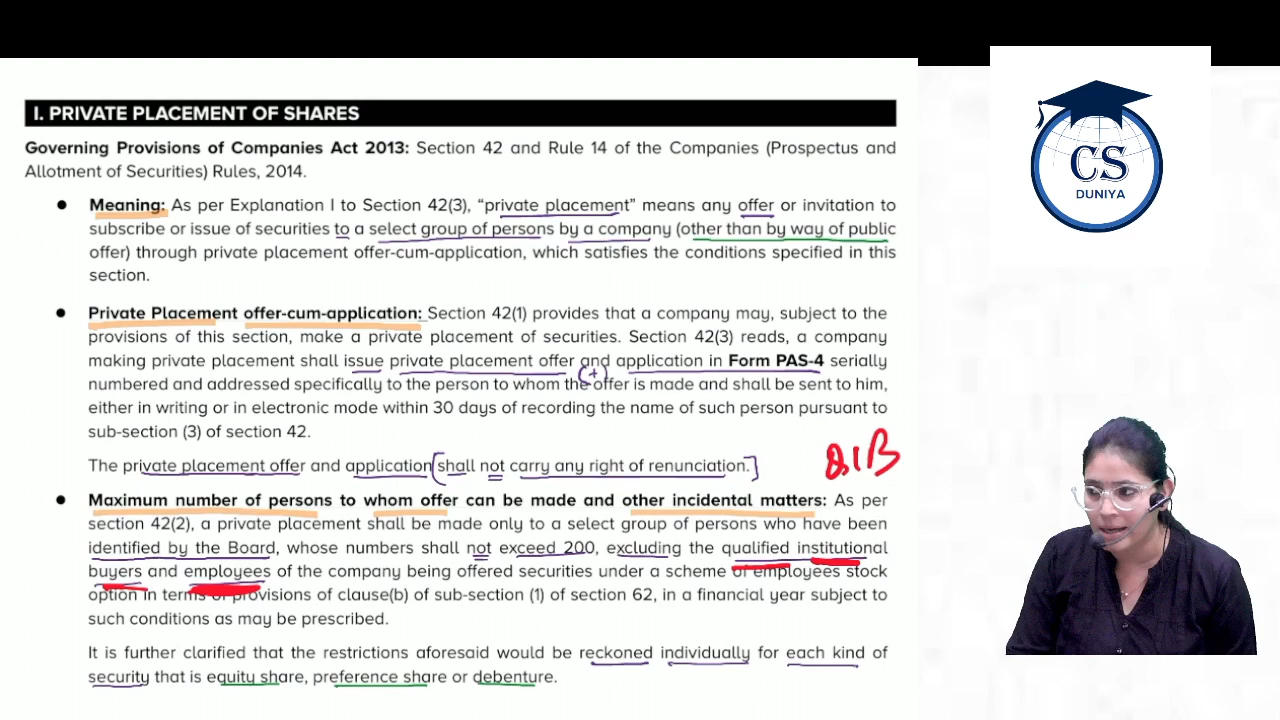 I. PRIVATE PLACEMENT OF SHARES
Governing Provisions of Companies Act 2013: Section 42 and Rule 14 of the Companies (Prospectus and
Allotment of Securities) Rules, 2014.
● Meaning: As per Explanation I to Section 42(3), “private placement” means any offer or invitation to
subscribe or issue of securities to a select group of persons by a company (other than by way of public
offer) through private placement offer-cum-application, which satisfies the conditions specified in this
section.
● Private Placement offer-cum-application: Section 42(1) provides that a company may, subject to the
provisions of this section, make a private placement of securities. Section 42(3) reads, a company
making private placement shall issue private placement offer and application in Form PAS-4 serially
(+)
numbered and addressed specifically to the person to whom the offer is made and shall be sent to him,
either in writing or in electronic mode within 30 days of recording the name of such person pursuant to
sub-section (3) of section 42.
The private placement offer and application shall not carry any right of renunciation.
QIB
● Maximum number of persons to whom offer can be made and other incidental matters: As per
section 42(2), a private placement shall be made only to a select group of persons who have been
identified by the Board, whose numbers shall not exceed 200, excluding the qualified institutional
buyers and employees of the company being offered securities under a scheme of employees stock
option in terms of provisions of clause(b) of sub-section (1) of section 62, in a financial year subject to
such conditions as may be prescribed.
It is further clarified that the restrictions aforesaid would be reckoned individually for each kind of
security that is equity share, preference share or debenture.
CS
DUNIYA